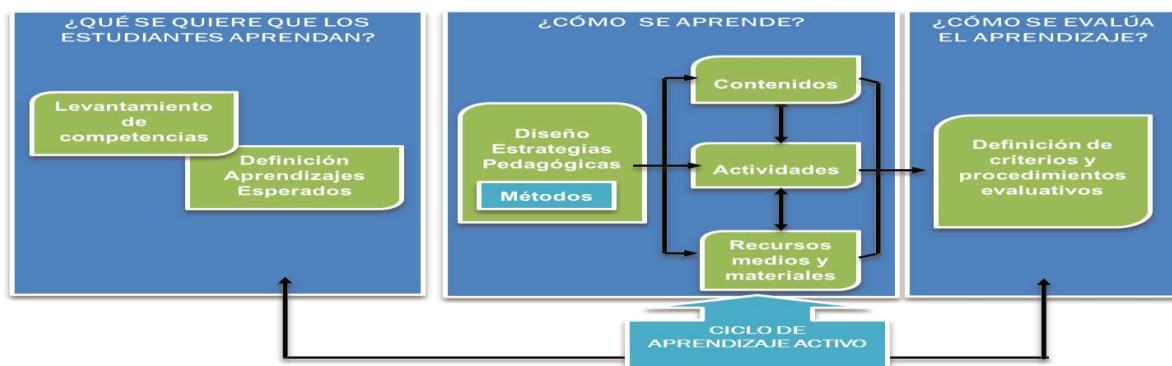 ¿QUÉ SE QUIERE QUE LOS
ESTUDIANTES APRENDAN?
Levantamiento
de
competencias
Definición
Aprendizajes
Esperados
¿CÓMO SE APRENDE?
Diseño
Estrategias
Pedagógicas
Métodos
Contenidos
Actividades
Recursos
medios y
materiales
¿CÓMO SE EVALÚA
EL APRENDIZAJE?
Definición de
criterios y
procedimientos
evaluativos
CICLO DE
APRENDIZAJE ACTIVO